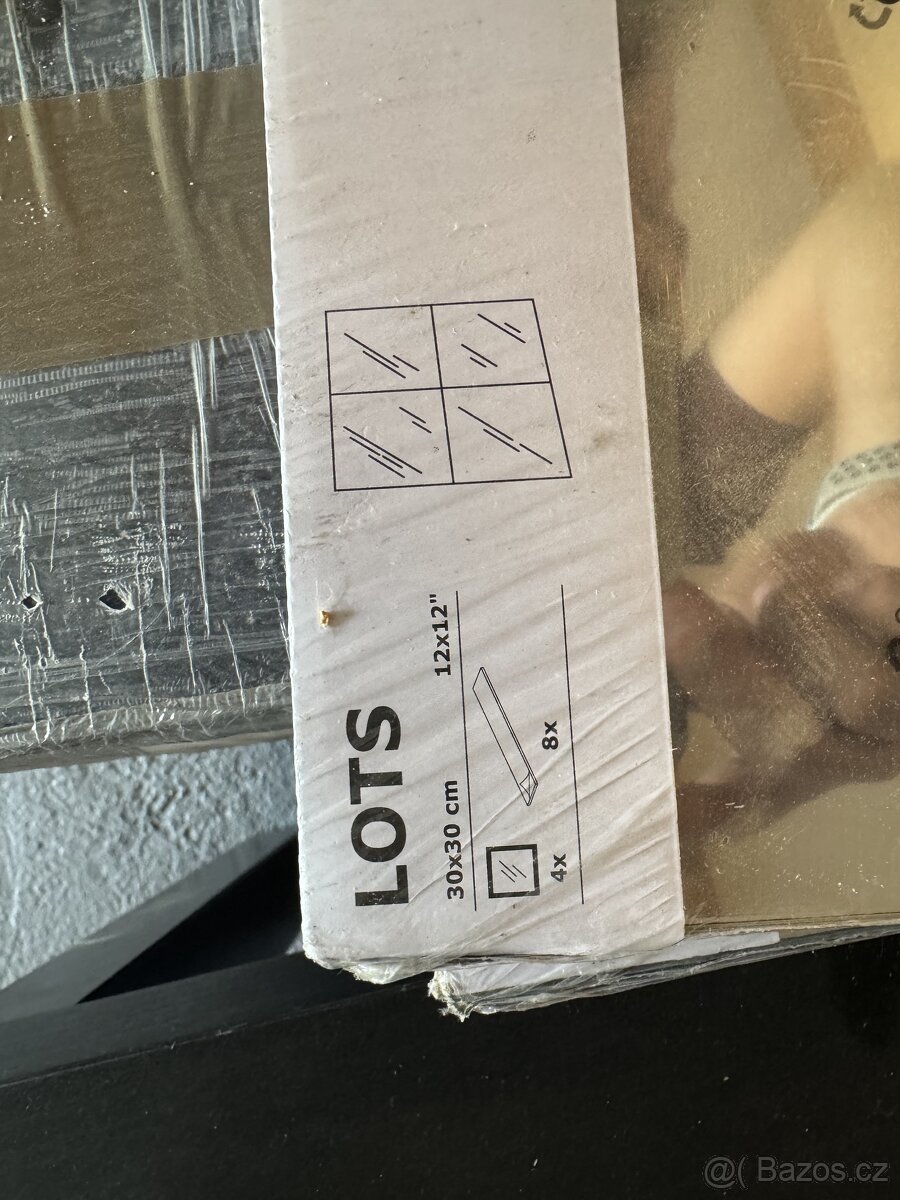 LOTS
30x30 cm 12x12"
4x 8x
@( Bazos.cz